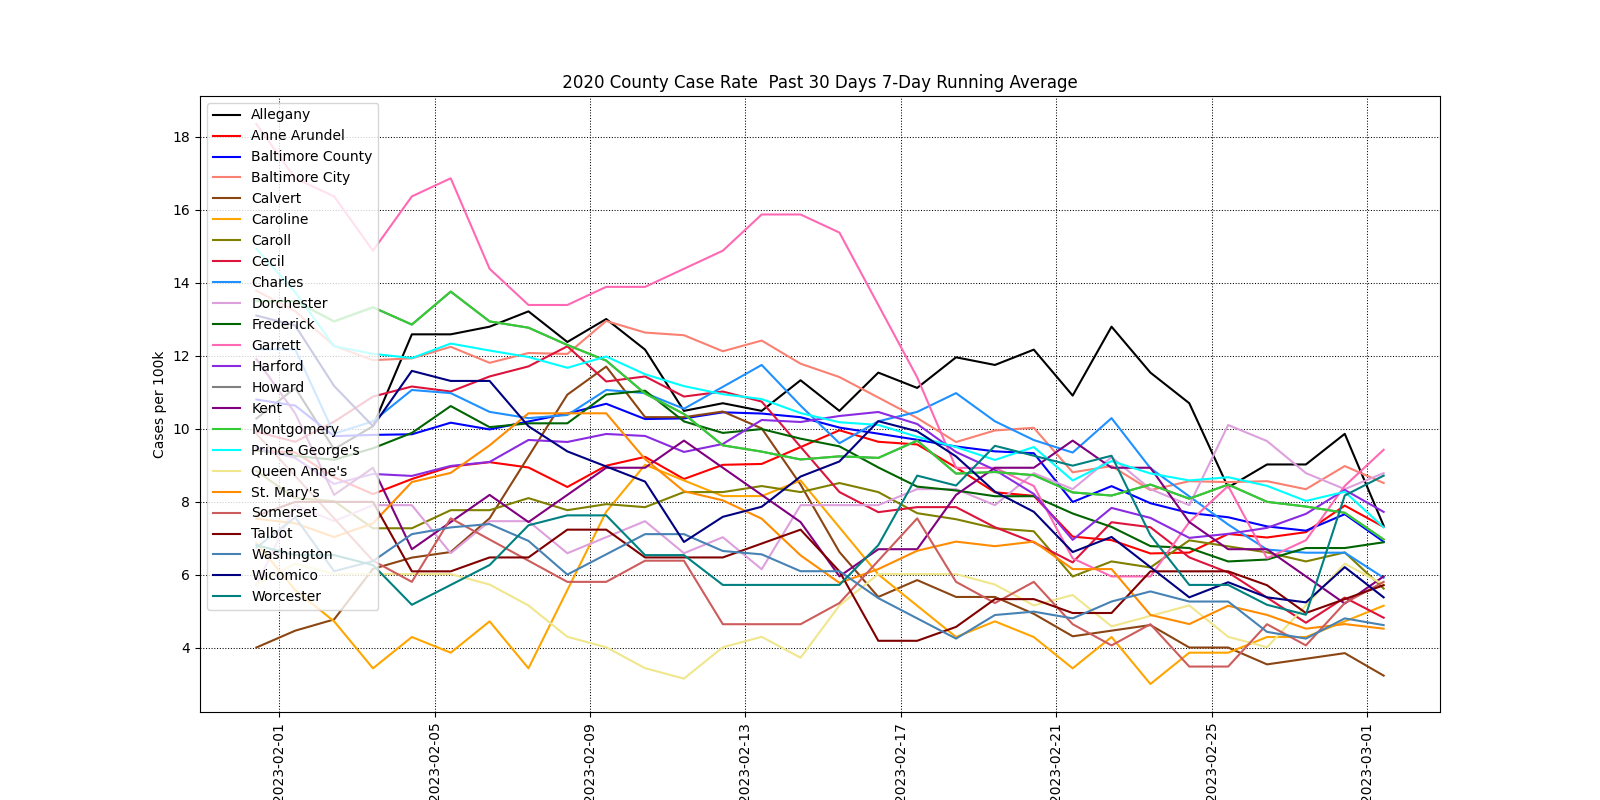 2020 County Case Rate  Past 30 Days 7-Day Running Average
Cases per 100k
18
16
14
12
10
8
6
4
Allegany
Anne Arundel
Baltimore County
Baltimore City
Calvert
Caroline
Caroll
Cecil
Charles
Dorchester
Frederick
Garrett
Harford
Howard
Kent
Montgomery
Prince George's
Queen Anne's
St. Mary's
Somerset
Talbot
Washington
Wicomico
Worcester
2023-02-01
2023-02-05
2023-02-09
2023-02-13
2023-02-17
2023-02-21
2023-02-25
2023-03-01